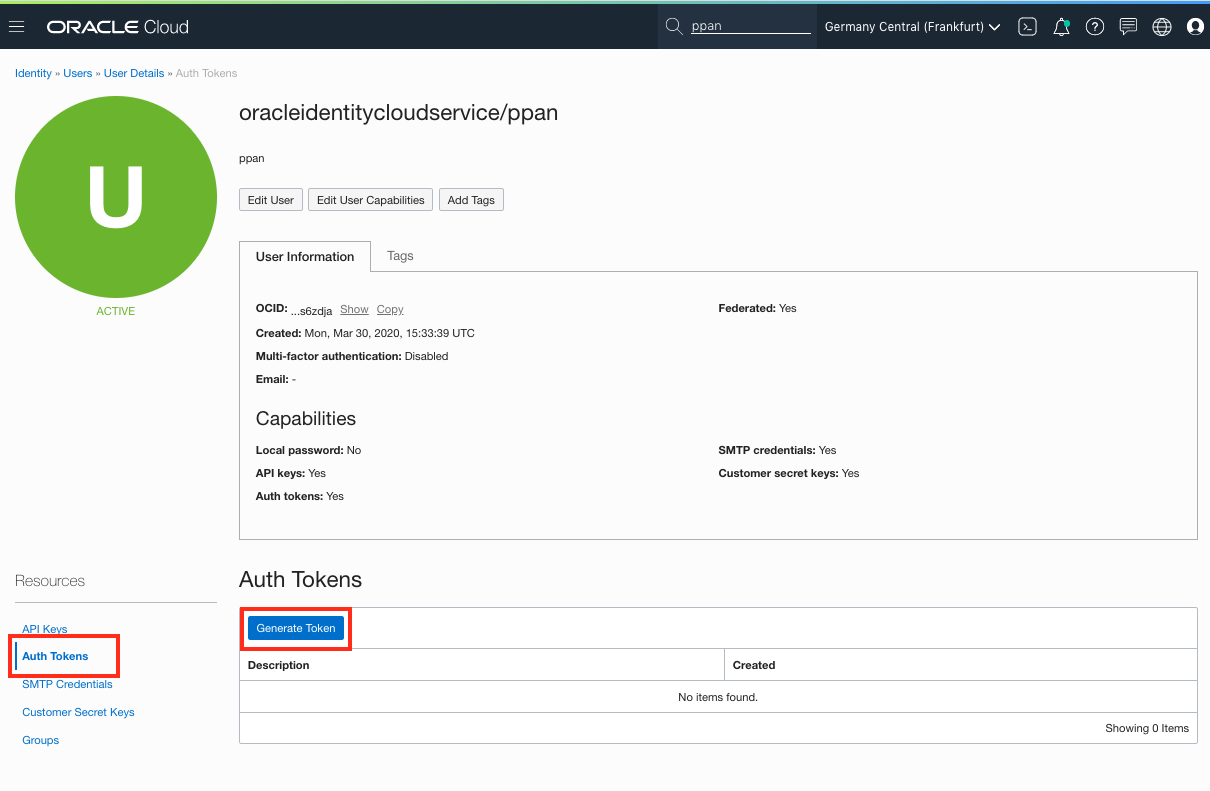 ORACLE Cloud
ppan
Germany Central (Frankfurt)
Identity » Users » User Details » Auth Tokens
U
ACTIVE
oracleidentitycloudservice/ppan
ppan
Edit User
Edit User Capabilities
Add Tags
User Information
Tags
OCID: ...s6zdja Show Copy
Federated: Yes
Created: Mon, Mar 30, 2020, 15:33:39 UTC
Multi-factor authentication: Disabled
Email: -
Capabilities
Local password: No
SMTP credentials: Yes
API keys: Yes
Customer secret keys: Yes
Auth tokens: Yes
Resources
API Keys
Auth Tokens
SMTP Credentials
Customer Secret Keys
Groups
Auth Tokens
Generate Token
Description
Created
No items found.
Showing 0 Items